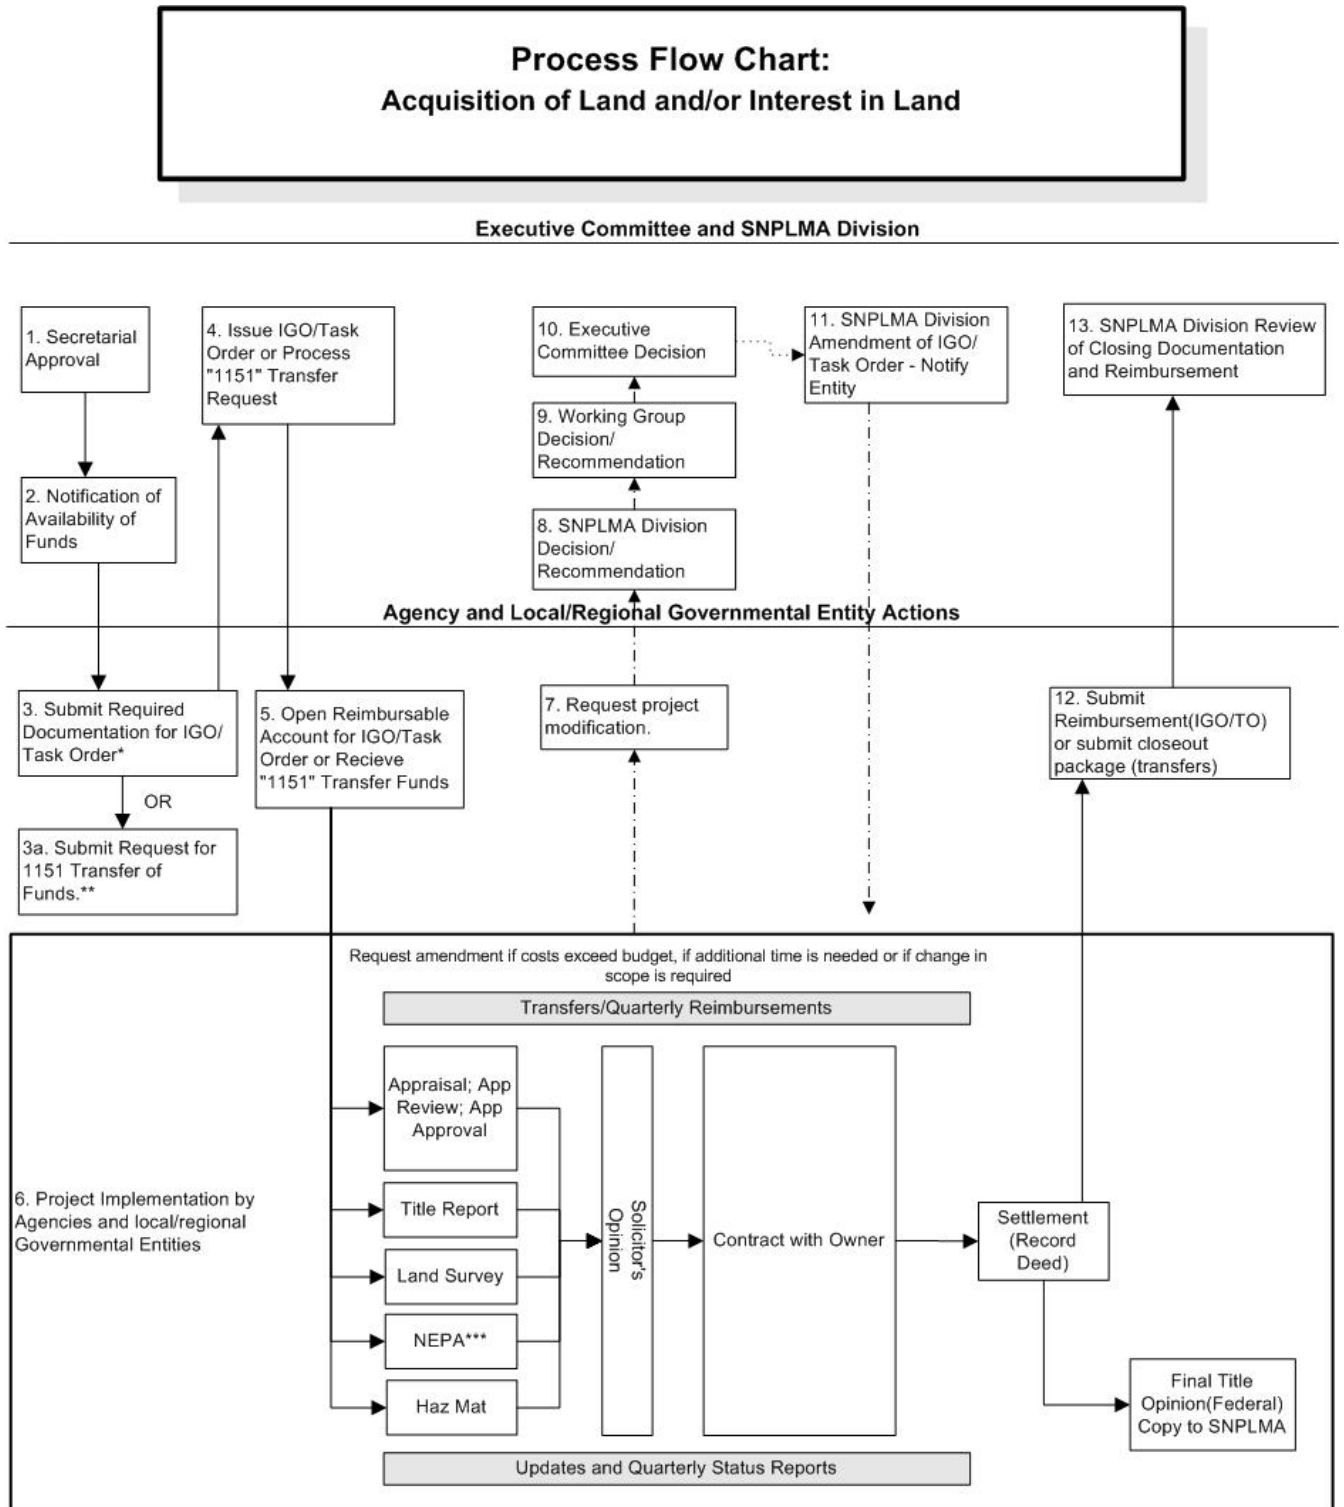 Process Flow Chart:
Acquisition of Land and/or Interest in Land
Executive Committee and SNPLMA Division
1. Secretarial
Approval
4. Issue IGO/Task
Order or Process
"1151" Transfer
Request
10. Executive
Committee Decision
11. SNPLMA Division
Amendment of IGO/
Task Order - Notify
Entity
13. SNPLMA Division Review
of Closing Documentation
and Reimbursement
9. Working Group
Decision/
Recommendation
2. Notification of
Availability of
Funds
8. SNPLMA Division
Decision/
Recommendation
Agency and Local/Regional Governmental Entity Actions
3. Submit Required
Documentation for IGO/
Task Order*
OR
3a. Submit Request for
1151 Transfer of
Funds.**
5. Open Reimbursable
Account for IGO/Task
Order or Recieve
"1151" Transfer Funds
7. Request project
modification.
12. Submit
Reimbursement(IGO/TO)
or submit closeout
package (transfers)
Request amendment if costs exceed budget, if additional time is needed or if change in
scope is required
Transfers/Quarterly Reimbursements
6. Project Implementation by
Agencies and local/regional
Governmental Entities
Appraisal; App
Review; App
Approval
Title Report
Land Survey
NEPA***
Haz Mat
Solicitor's
Opinion
Contract with Owner
Settlement
(Record
Deed)
Final Title
Opinion(Federal)
Copy to SNPLMA
Updates and Quarterly Status Reports